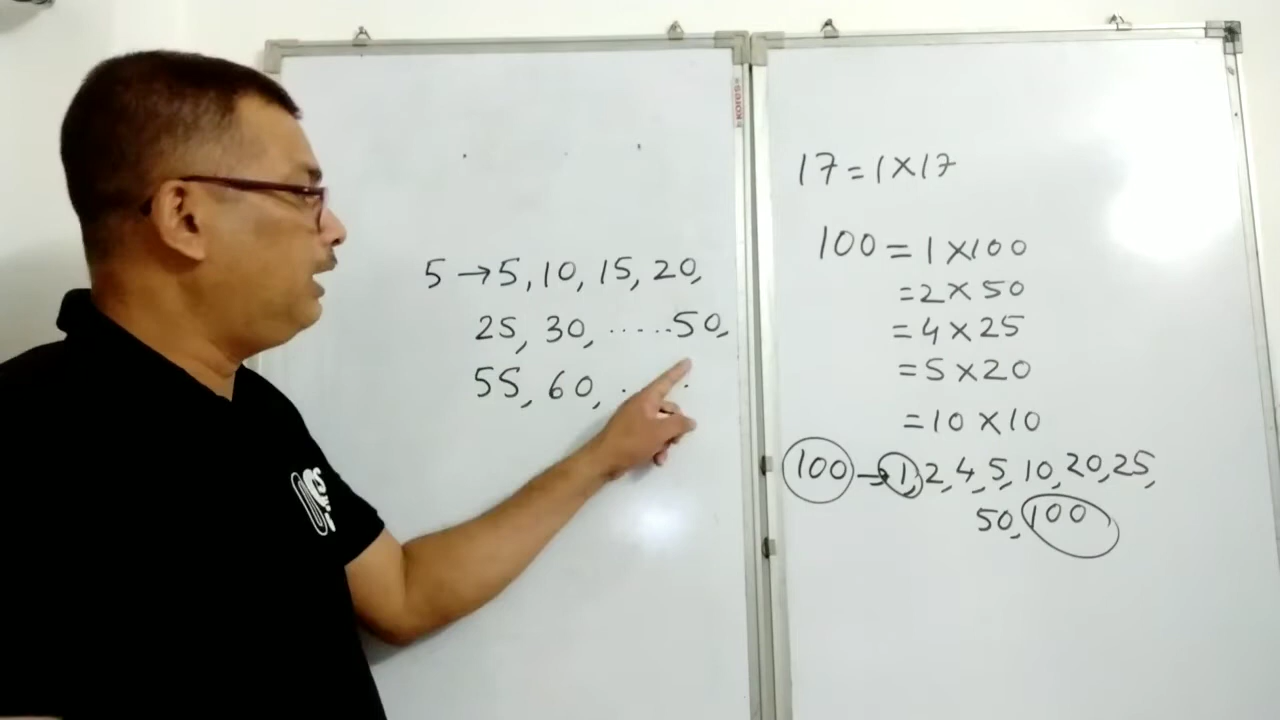 5 → 5, 10, 15, 20,
25, 30, ......50,
55, 60, . .
KORES
17 = 1 × 17
100 = 1 × 100
= 2 × 50
= 4 × 25
= 5 × 20
= 10 × 10
100 → 1, 2, 4, 5, 10, 20, 25,
50, 100